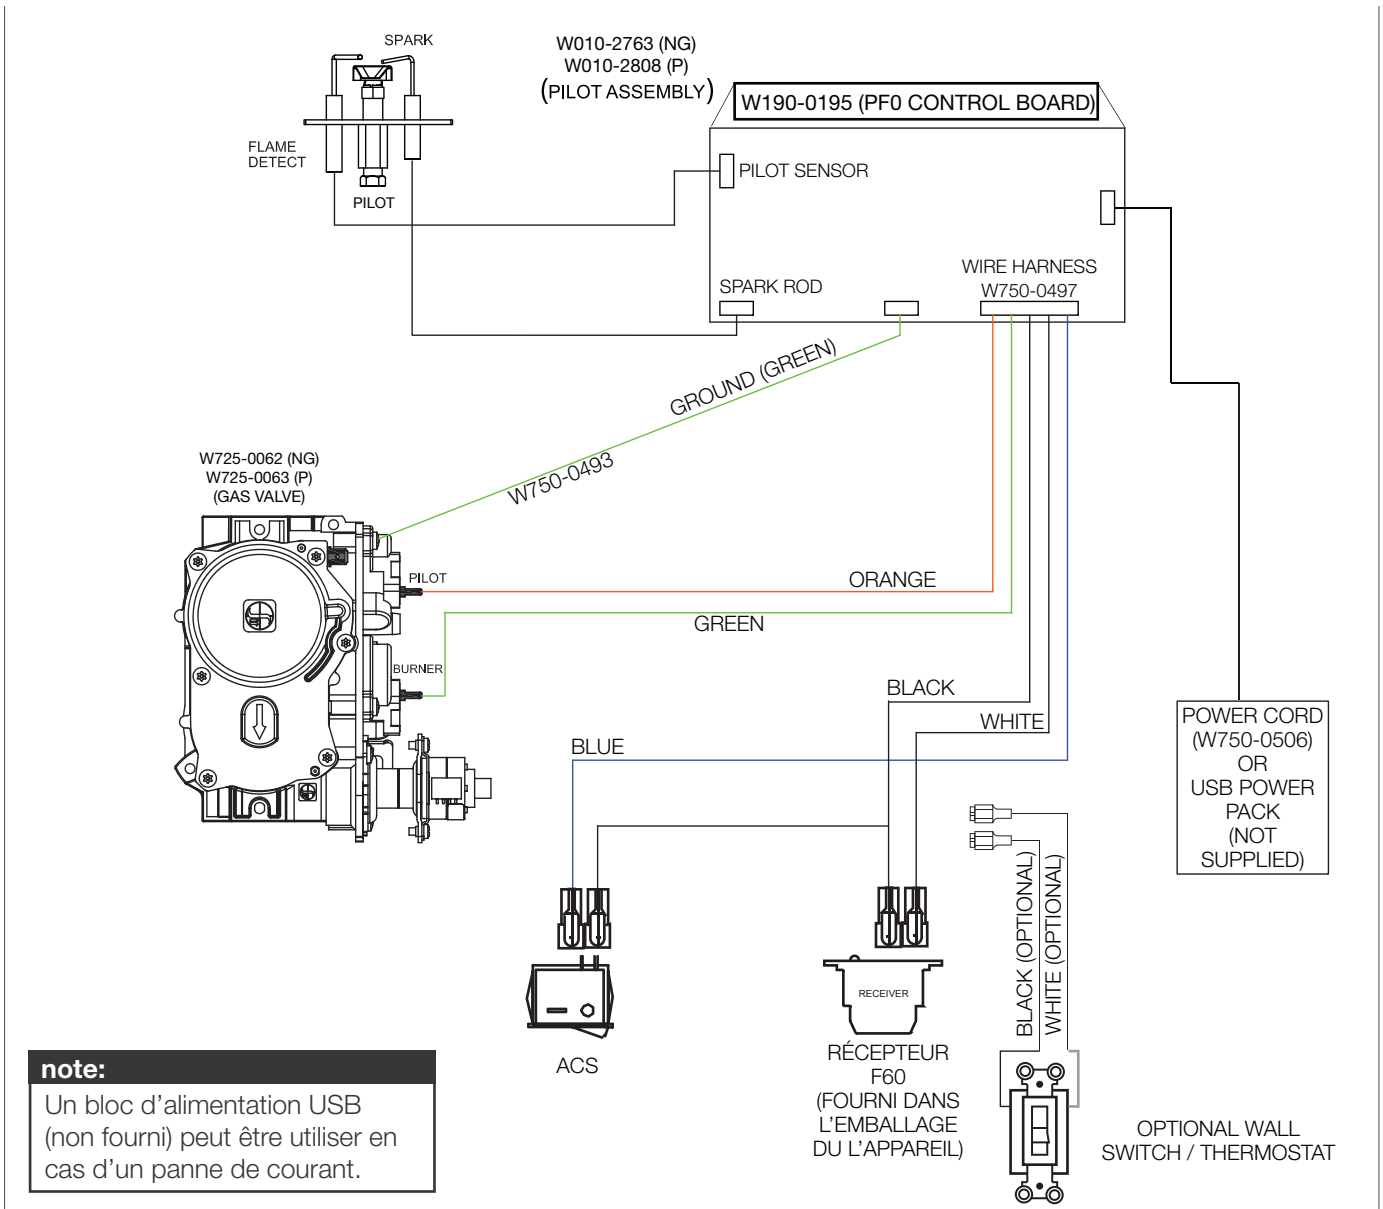 SPARK
W010-2763 (NG)
W010-2808 (P)
(PILOT ASSEMBLY)
W190-0195 (PF0 CONTROL BOARD)
FLAME
DETECT
PILOT
PILOT SENSOR
WIRE HARNESS
W750-0497
SPARK ROD
GROUND (GREEN)
W750-0493
W725-0062 (NG)
W725-0063 (P)
(GAS VALVE)
PILOT
ORANGE
GREEN
BURNER
BLACK
WHITE
BLUE
POWER CORD
(W750-0506)
OR
USB POWER
PACK
(NOT
SUPPLIED)
BLACK (OPTIONAL)
WHITE (OPTIONAL)
RECEIVER
ACS
RÉCEPTEUR
F60
(FOURNI DANS
L'EMBALLAGE
DU L'APPAREIL)
OPTIONAL WALL
SWITCH / THERMOSTAT
note:
Un bloc d'alimentation USB
(non fourni) peut être utiliser en
cas d'un panne de courant.